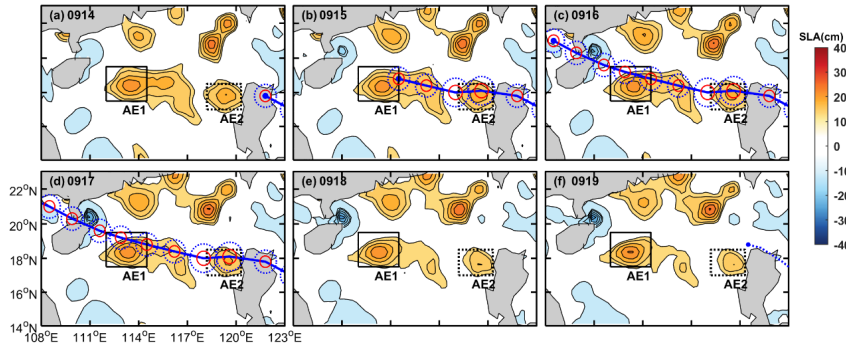 (a) 0914
(b) 0915
(c) 0916
SLA(cm)
40
30
20
10
0
-10
-20
-30
-40
AE1
AE2
AE1
AE2
AE1
AE2
(d) 0917
(e) 0918
(f) 0919
22°N
20°N
18°N
16°N
14°N
AE1
AE2
AE1
AE2
AE1
AE2
108°E 111°E 114°E 117°E 120°E 123°E